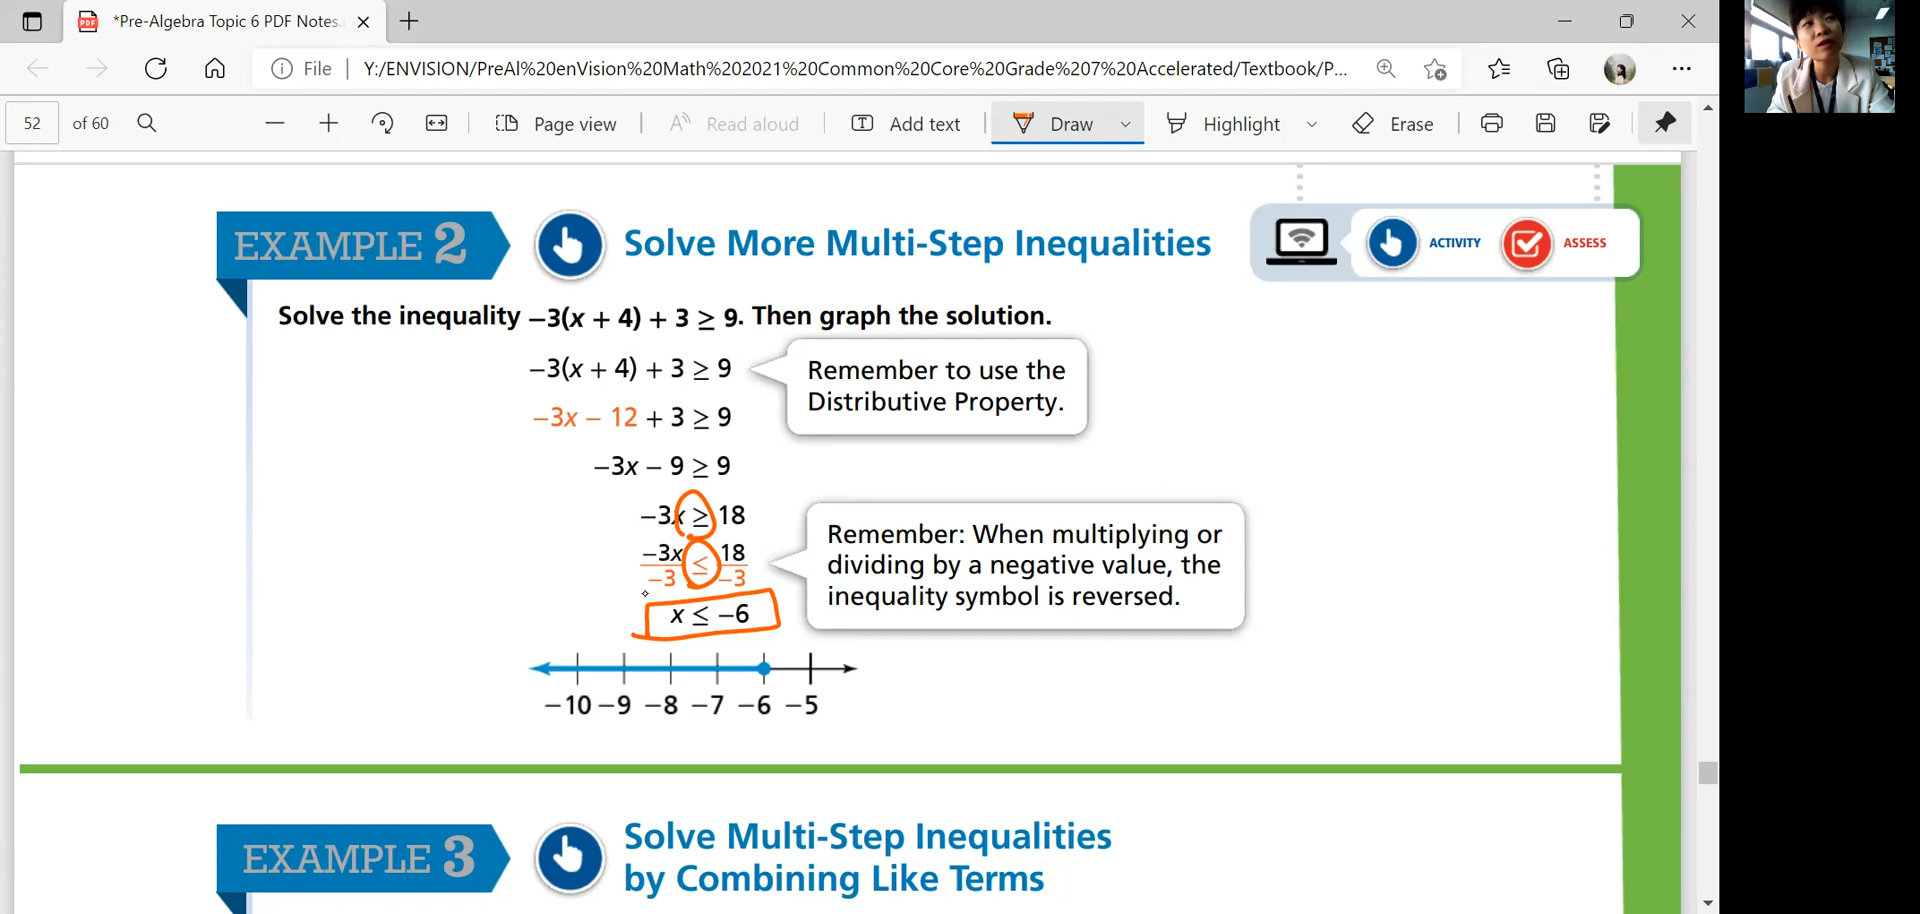 *Pre-Algebra Topic 6 PDF Notes.
PDF
File
Y:/ENVISION/PreAl%20enVision%20Math%202021%20Common%20Core%20Grade%207%20Accelerated/Textbook/P...
52 of 60
Page view
Read aloud
Add text
Draw
Highlight
Erase
EXAMPLE 2
Solve More Multi-Step Inequalities
ACTIVITY
ASSESS
Solve the inequality −3(x + 4) + 3 ≥ 9. Then graph the solution.
−3(x + 4) + 3 ≥ 9
Remember to use the
Distributive Property.
−3x − 12 + 3 ≥ 9
−3x − 9 ≥ 9
−3x ≥ 18
−3x ≤ 18
−3 −3
Remember: When multiplying or
dividing by a negative value, the
inequality symbol is reversed.
x ≤ −6
−10 −9 −8 −7 −6 −5
EXAMPLE 3
Solve Multi-Step Inequalities
by Combining Like Terms